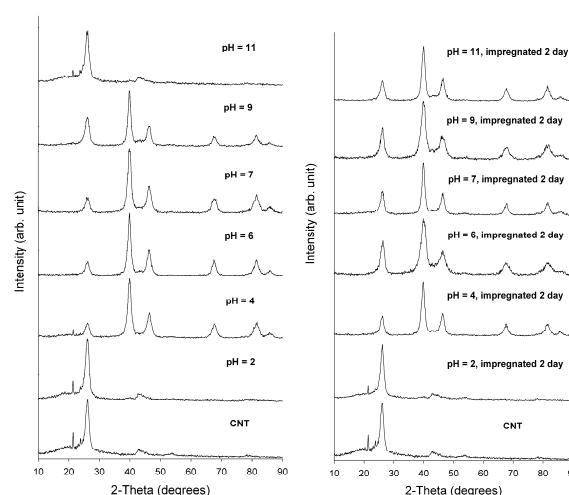 pH = 11
pH = 9
pH = 7
pH = 6
pH = 4
pH = 2
CNT
Intensity (arb. unit)
10 20 30 40 50 60 70 80 90
2-Theta (degrees)
pH = 11, impregnated 2 day
pH = 9, impregnated 2 day
pH = 7, impregnated 2 day
pH = 6, impregnated 2 day
pH = 4, impregnated 2 day
pH = 2, impregnated 2 day
CNT
Intensity (arb. unit)
10 20 30 40 50 60 70 80 90
2-Theta (degrees)